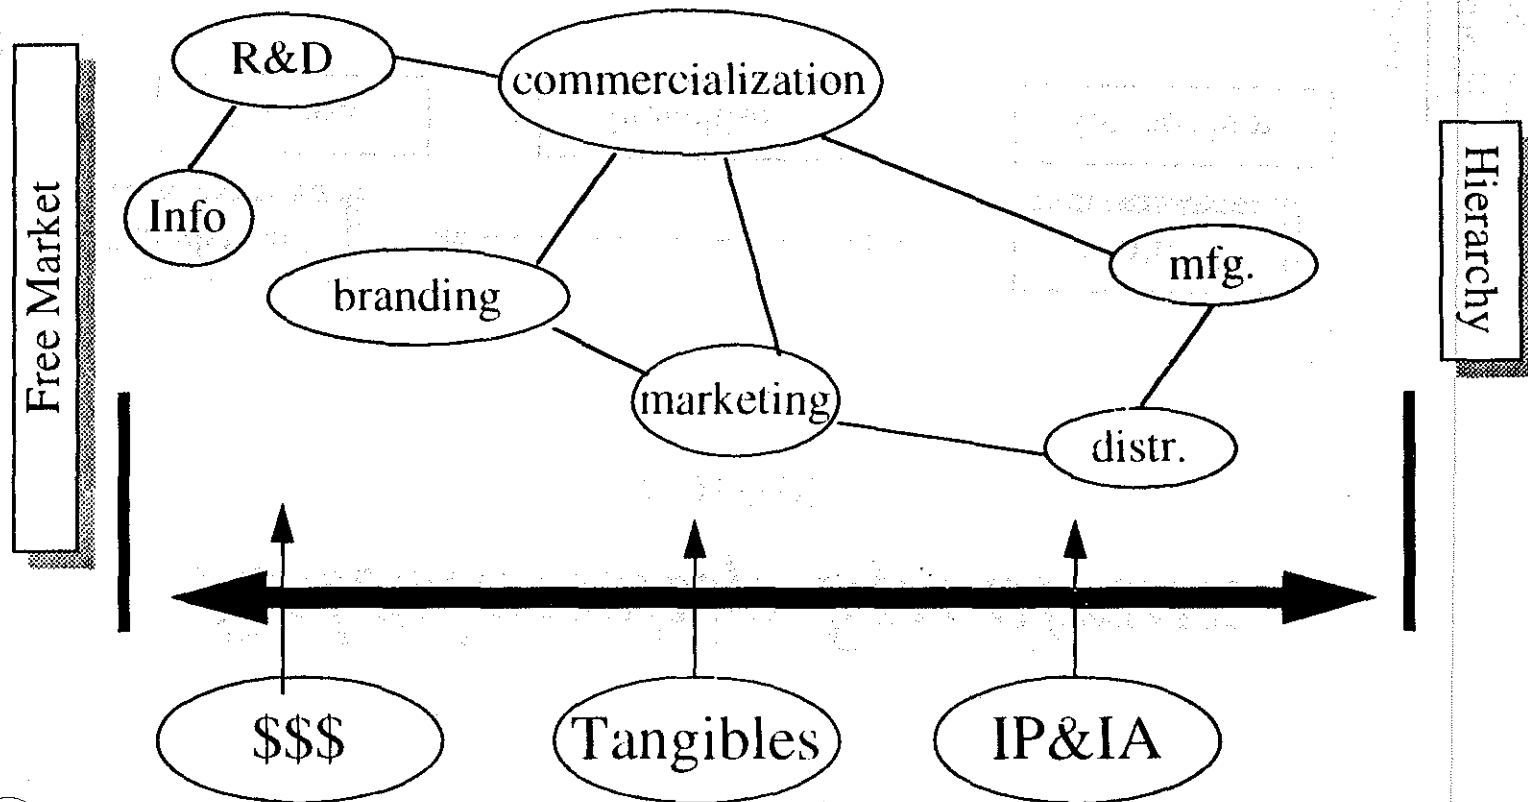 R&D
commercialization
Info
Free Market
Hierarchy
branding
mfg.
marketing
distr.
$$$
Tangibles
IP&IA